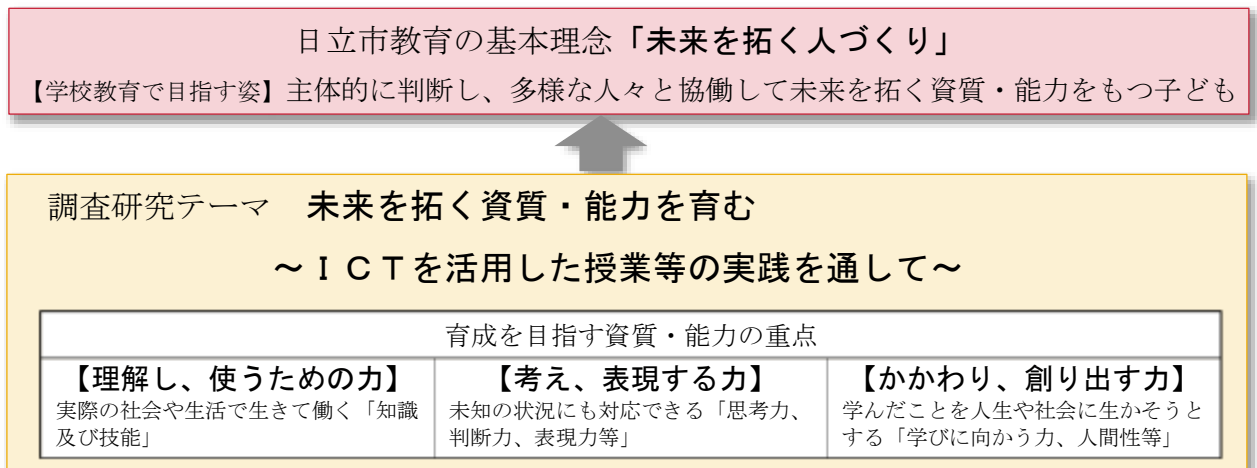 日立市教育の基本理念「未来を拓く人づくり」
【学校教育で目指す姿】主体的に判断し、多様な人々と協働して未来を拓く資質・能力をもつ子ども
調査研究テーマ　未来を拓く資質・能力を育む
～ＩＣＴを活用した授業等の実践を通して～
育成を目指す資質・能力の重点
【理解し、使うための力】
実際の社会や生活で生きて働く「知識
及び技能」
【考え、表現する力】
未知の状況にも対応できる「思考力、
判断力、表現力等」
【かかわり、創り出す力】
学んだことを人生や社会に生かそうと
する「学びに向かう力、人間性等」